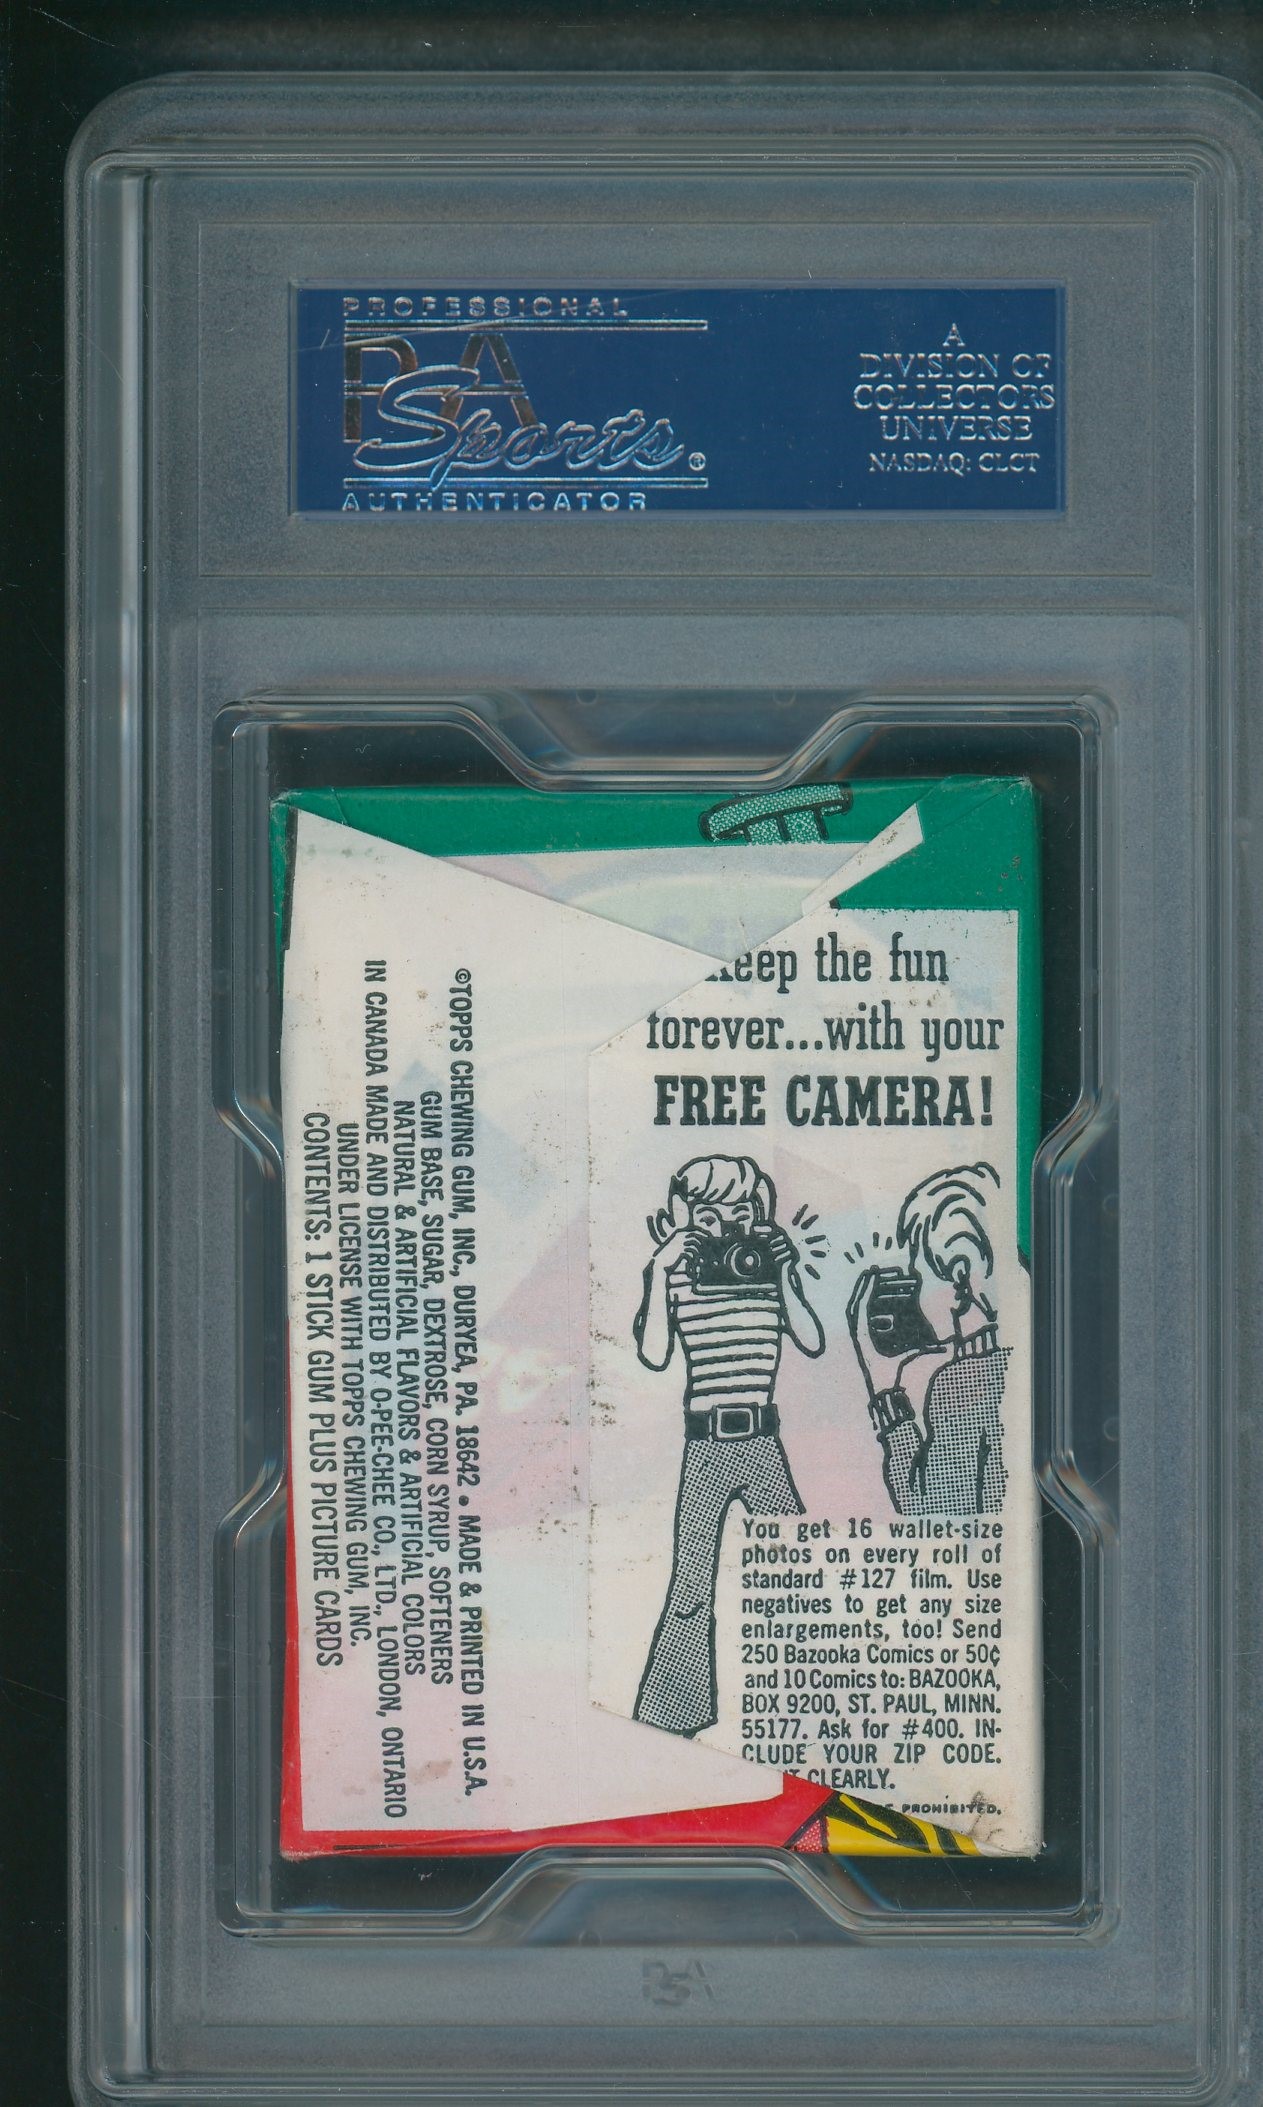 PROFESSIONAL
PSA
Sports®
AUTHENTICATOR
A
DIVISION OF
COLLECTORS
UNIVERSE
NASDAQ: CLCT
Keep the fun
forever...with your
FREE CAMERA!
You get 16 wallet-size
photos on every roll of
standard #127 film. Use
negatives to get any size
enlargements, too! Send
250 Bazooka Comics or 50¢
and 10 Comics to: BAZOOKA,
BOX 9200, ST. PAUL, MINN.
55177. Ask for #400. IN-
CLUDE YOUR ZIP CODE.
CLEARLY.
PROHIBITED.
©TOPPS CHEWING GUM, INC., DURYEA, PA. 18642 • MADE & PRINTED IN U.S.A.
GUM BASE, SUGAR, DEXTROSE, CORN SYRUP, SOFTENERS
NATURAL & ARTIFICIAL FLAVORS & ARTIFICIAL COLORS
IN CANADA MADE AND DISTRIBUTED BY O-PEE-CHEE CO., LTD., LONDON, ONTARIO
UNDER LICENSE WITH TOPPS CHEWING GUM, INC.
CONTENTS: 1 STICK GUM PLUS PICTURE CARDS
PSA